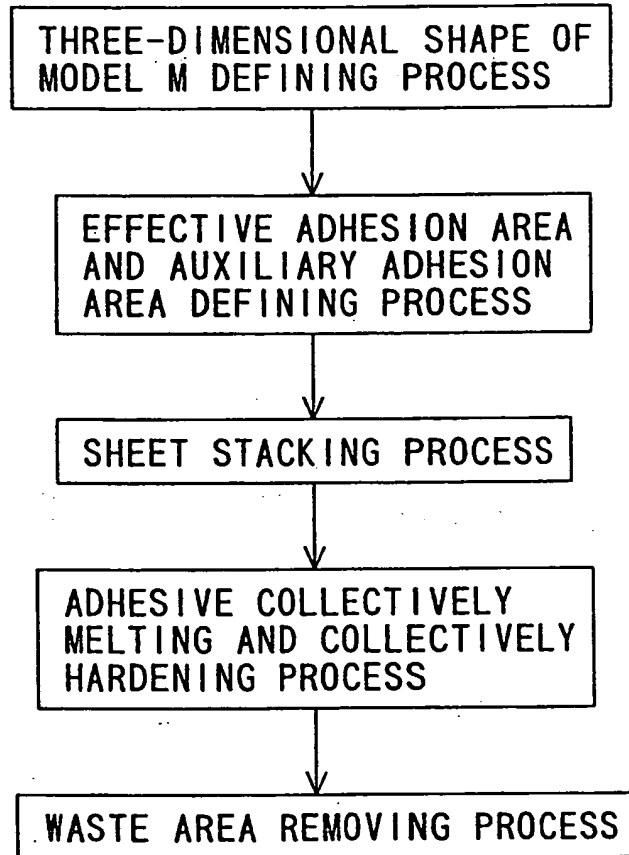 THREE-DIMENSIONAL SHAPE OF
MODEL M DEFINING PROCESS
EFFECTIVE ADHESION AREA
AND AUXILIARY ADHESION
AREA DEFINING PROCESS
SHEET STACKING PROCESS
ADHESIVE COLLECTIVELY
MELTING AND COLLECTIVELY
HARDENING PROCESS
WASTE AREA REMOVING PROCESS